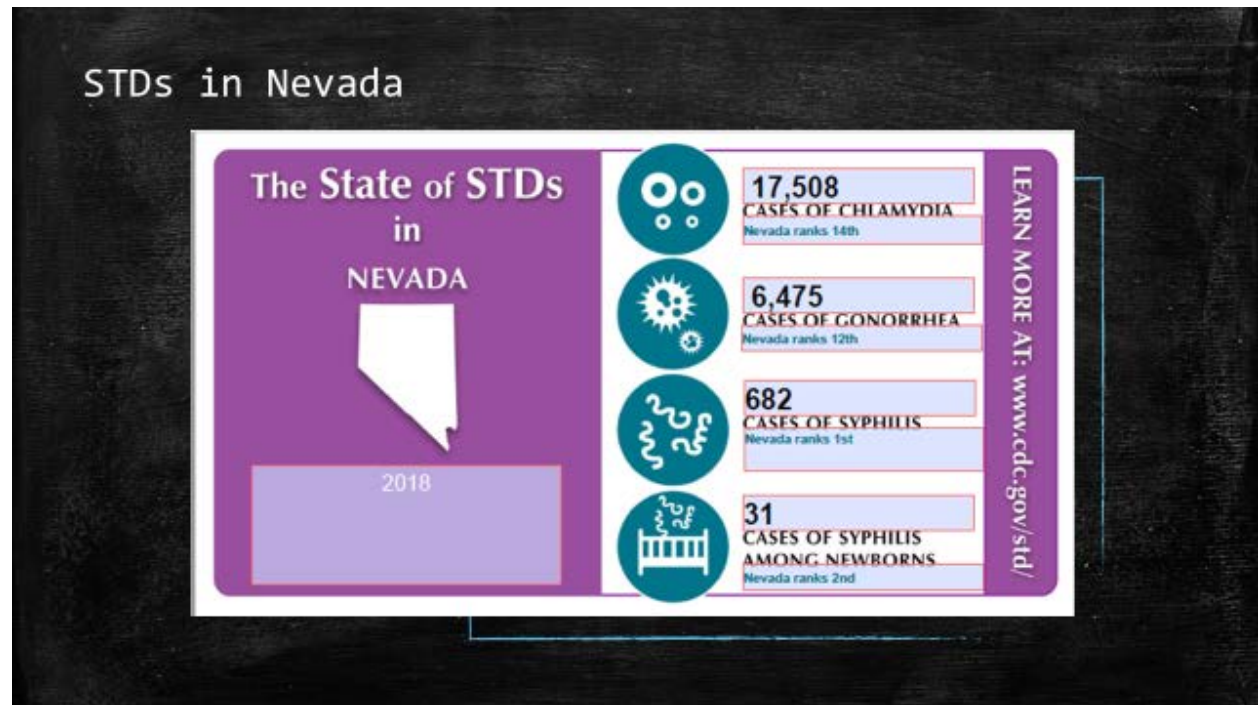 STDs in Nevada
The State of STDs
in
NEVADA
2018
17,508
CASES OF CHLAMYDIA
Nevada ranks 14th
6,475
CASES OF GONORRHEA
Nevada ranks 12th
682
CASES OF SYPHILIS
Nevada ranks 1st
31
CASES OF SYPHILIS
AMONG NEWBORNS
Nevada ranks 2nd
LEARN MORE AT: www.cdc.gov/std/